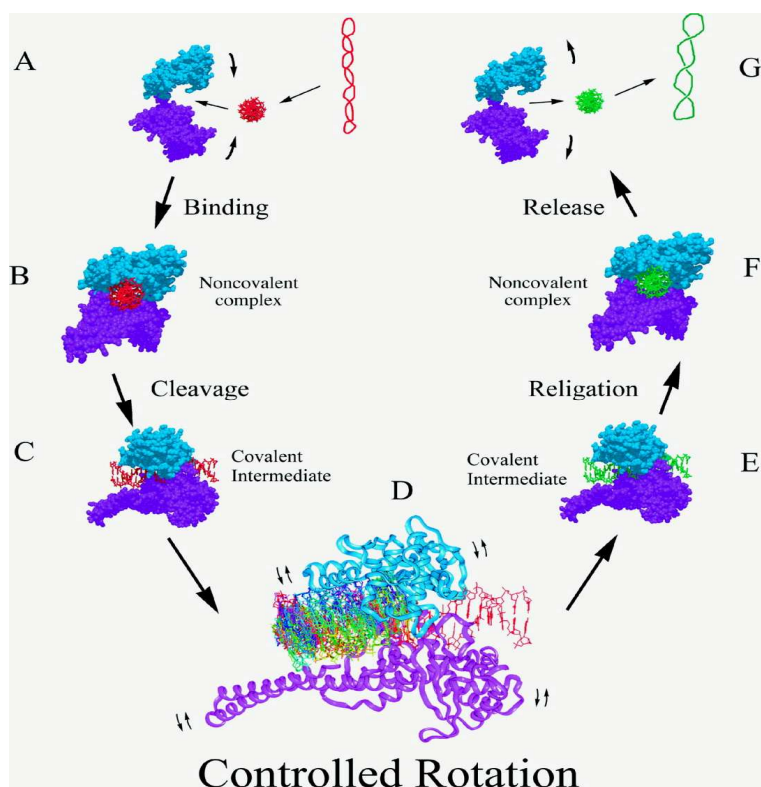 A
G
Binding
Release
B
Noncovalent
complex
Noncovalent
complex
F
Cleavage
Religation
C
Covalent
Intermediate
Covalent
Intermediate
E
D
Controlled Rotation